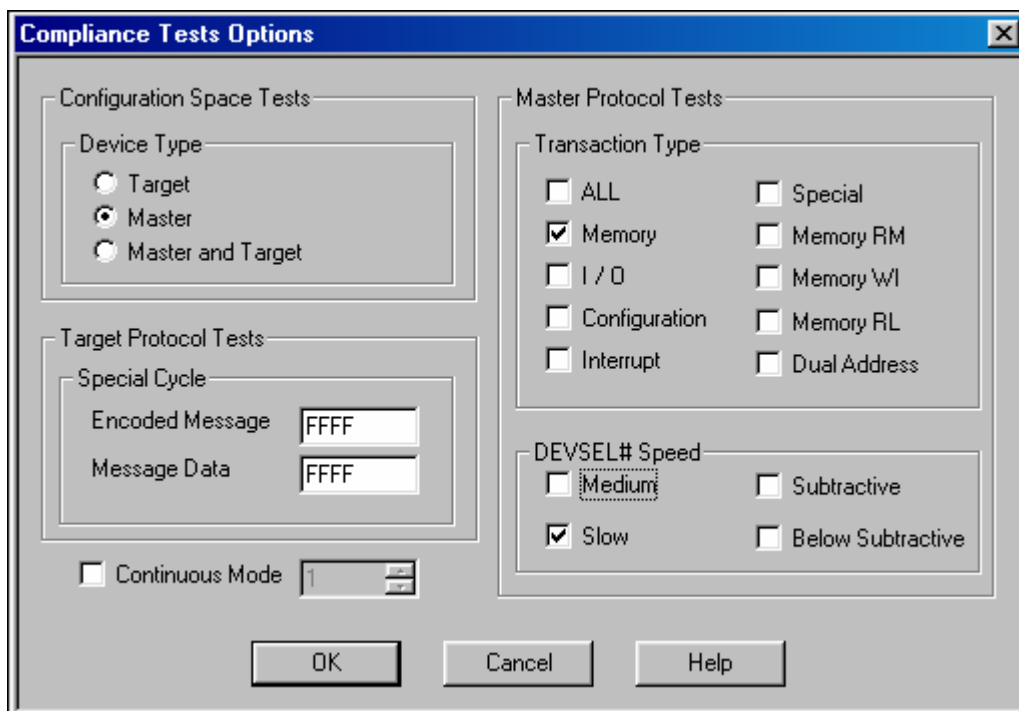 Compliance Tests Options
Configuration Space Tests
Device Type
Target
Master
Master and Target
Target Protocol Tests
Special Cycle
Encoded Message FFFF
Message Data FFFF
Continuous Mode 1
Master Protocol Tests
Transaction Type
ALL Special
Memory Memory RM
I / O Memory WI
Configuration Memory RL
Interrupt Dual Address
DEVSEL# Speed
Medium Subtractive
Slow Below Subtractive
OK Cancel Help